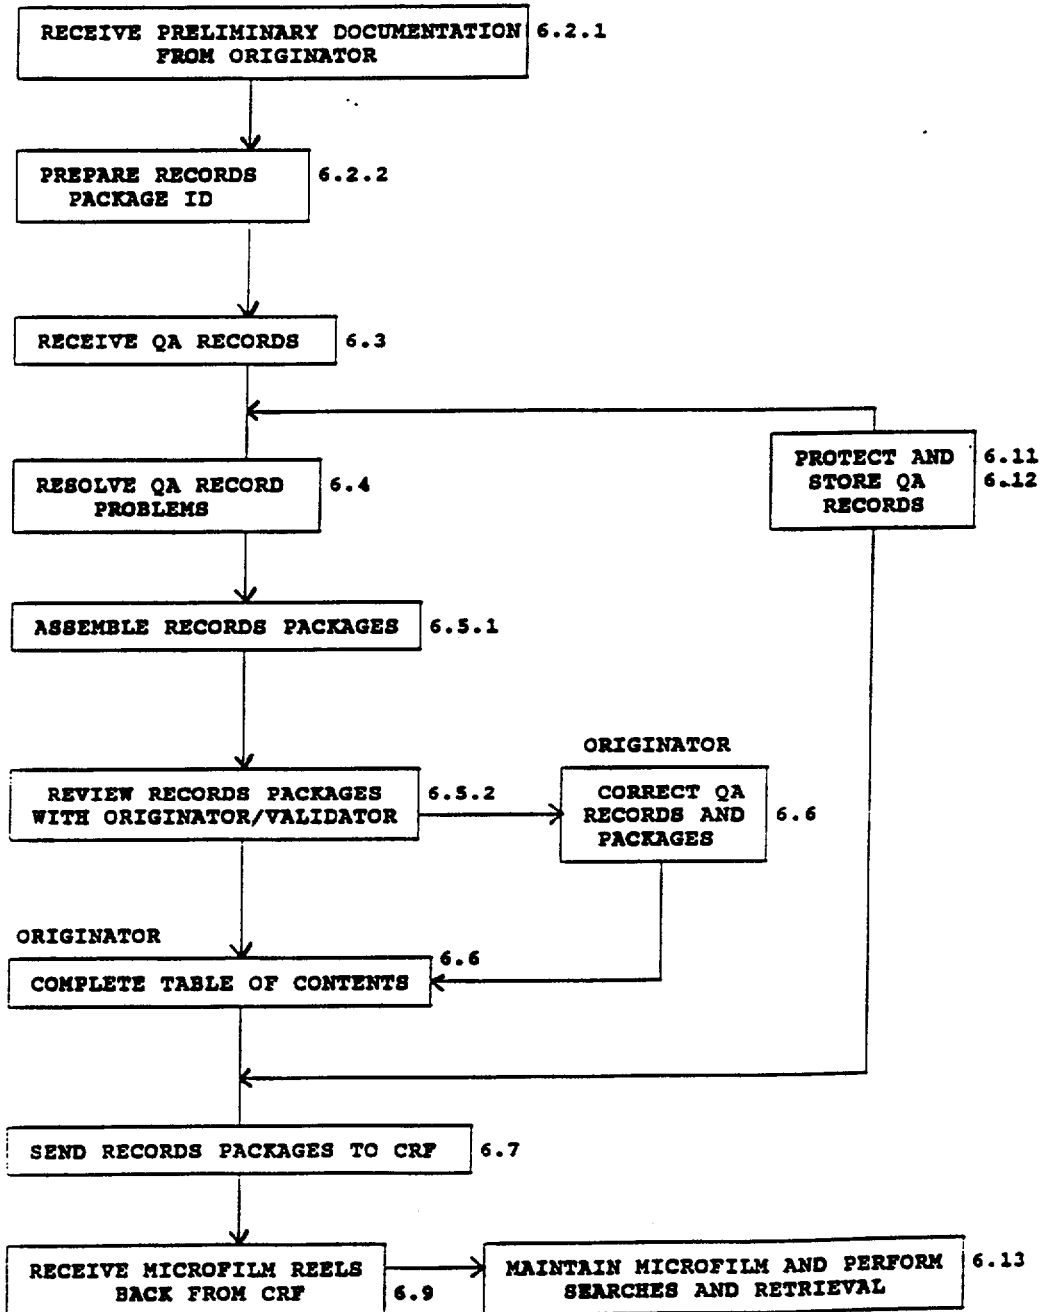 RECEIVE PRELIMINARY DOCUMENTATION 6.2.1
FROM ORIGINATOR
PREPARE RECORDS 6.2.2
PACKAGE ID
RECEIVE QA RECORDS 6.3
RESOLVE QA RECORD 6.4
PROBLEMS
PROTECT AND 6.11
STORE QA 6.12
RECORDS
ASSEMBLE RECORDS PACKAGES 6.5.1
REVIEW RECORDS PACKAGES 6.5.2
WITH ORIGINATOR/VALIDATOR
ORIGINATOR
CORRECT QA
RECORDS AND 6.6
PACKAGES
ORIGINATOR
6.6
COMPLETE TABLE OF CONTENTS
SEND RECORDS PACKAGES TO CRF 6.7
RECEIVE MICROFILM REELS
BACK FROM CRF 6.9
MAINTAIN MICROFILM AND PERFORM 6.13
SEARCHES AND RETRIEVAL